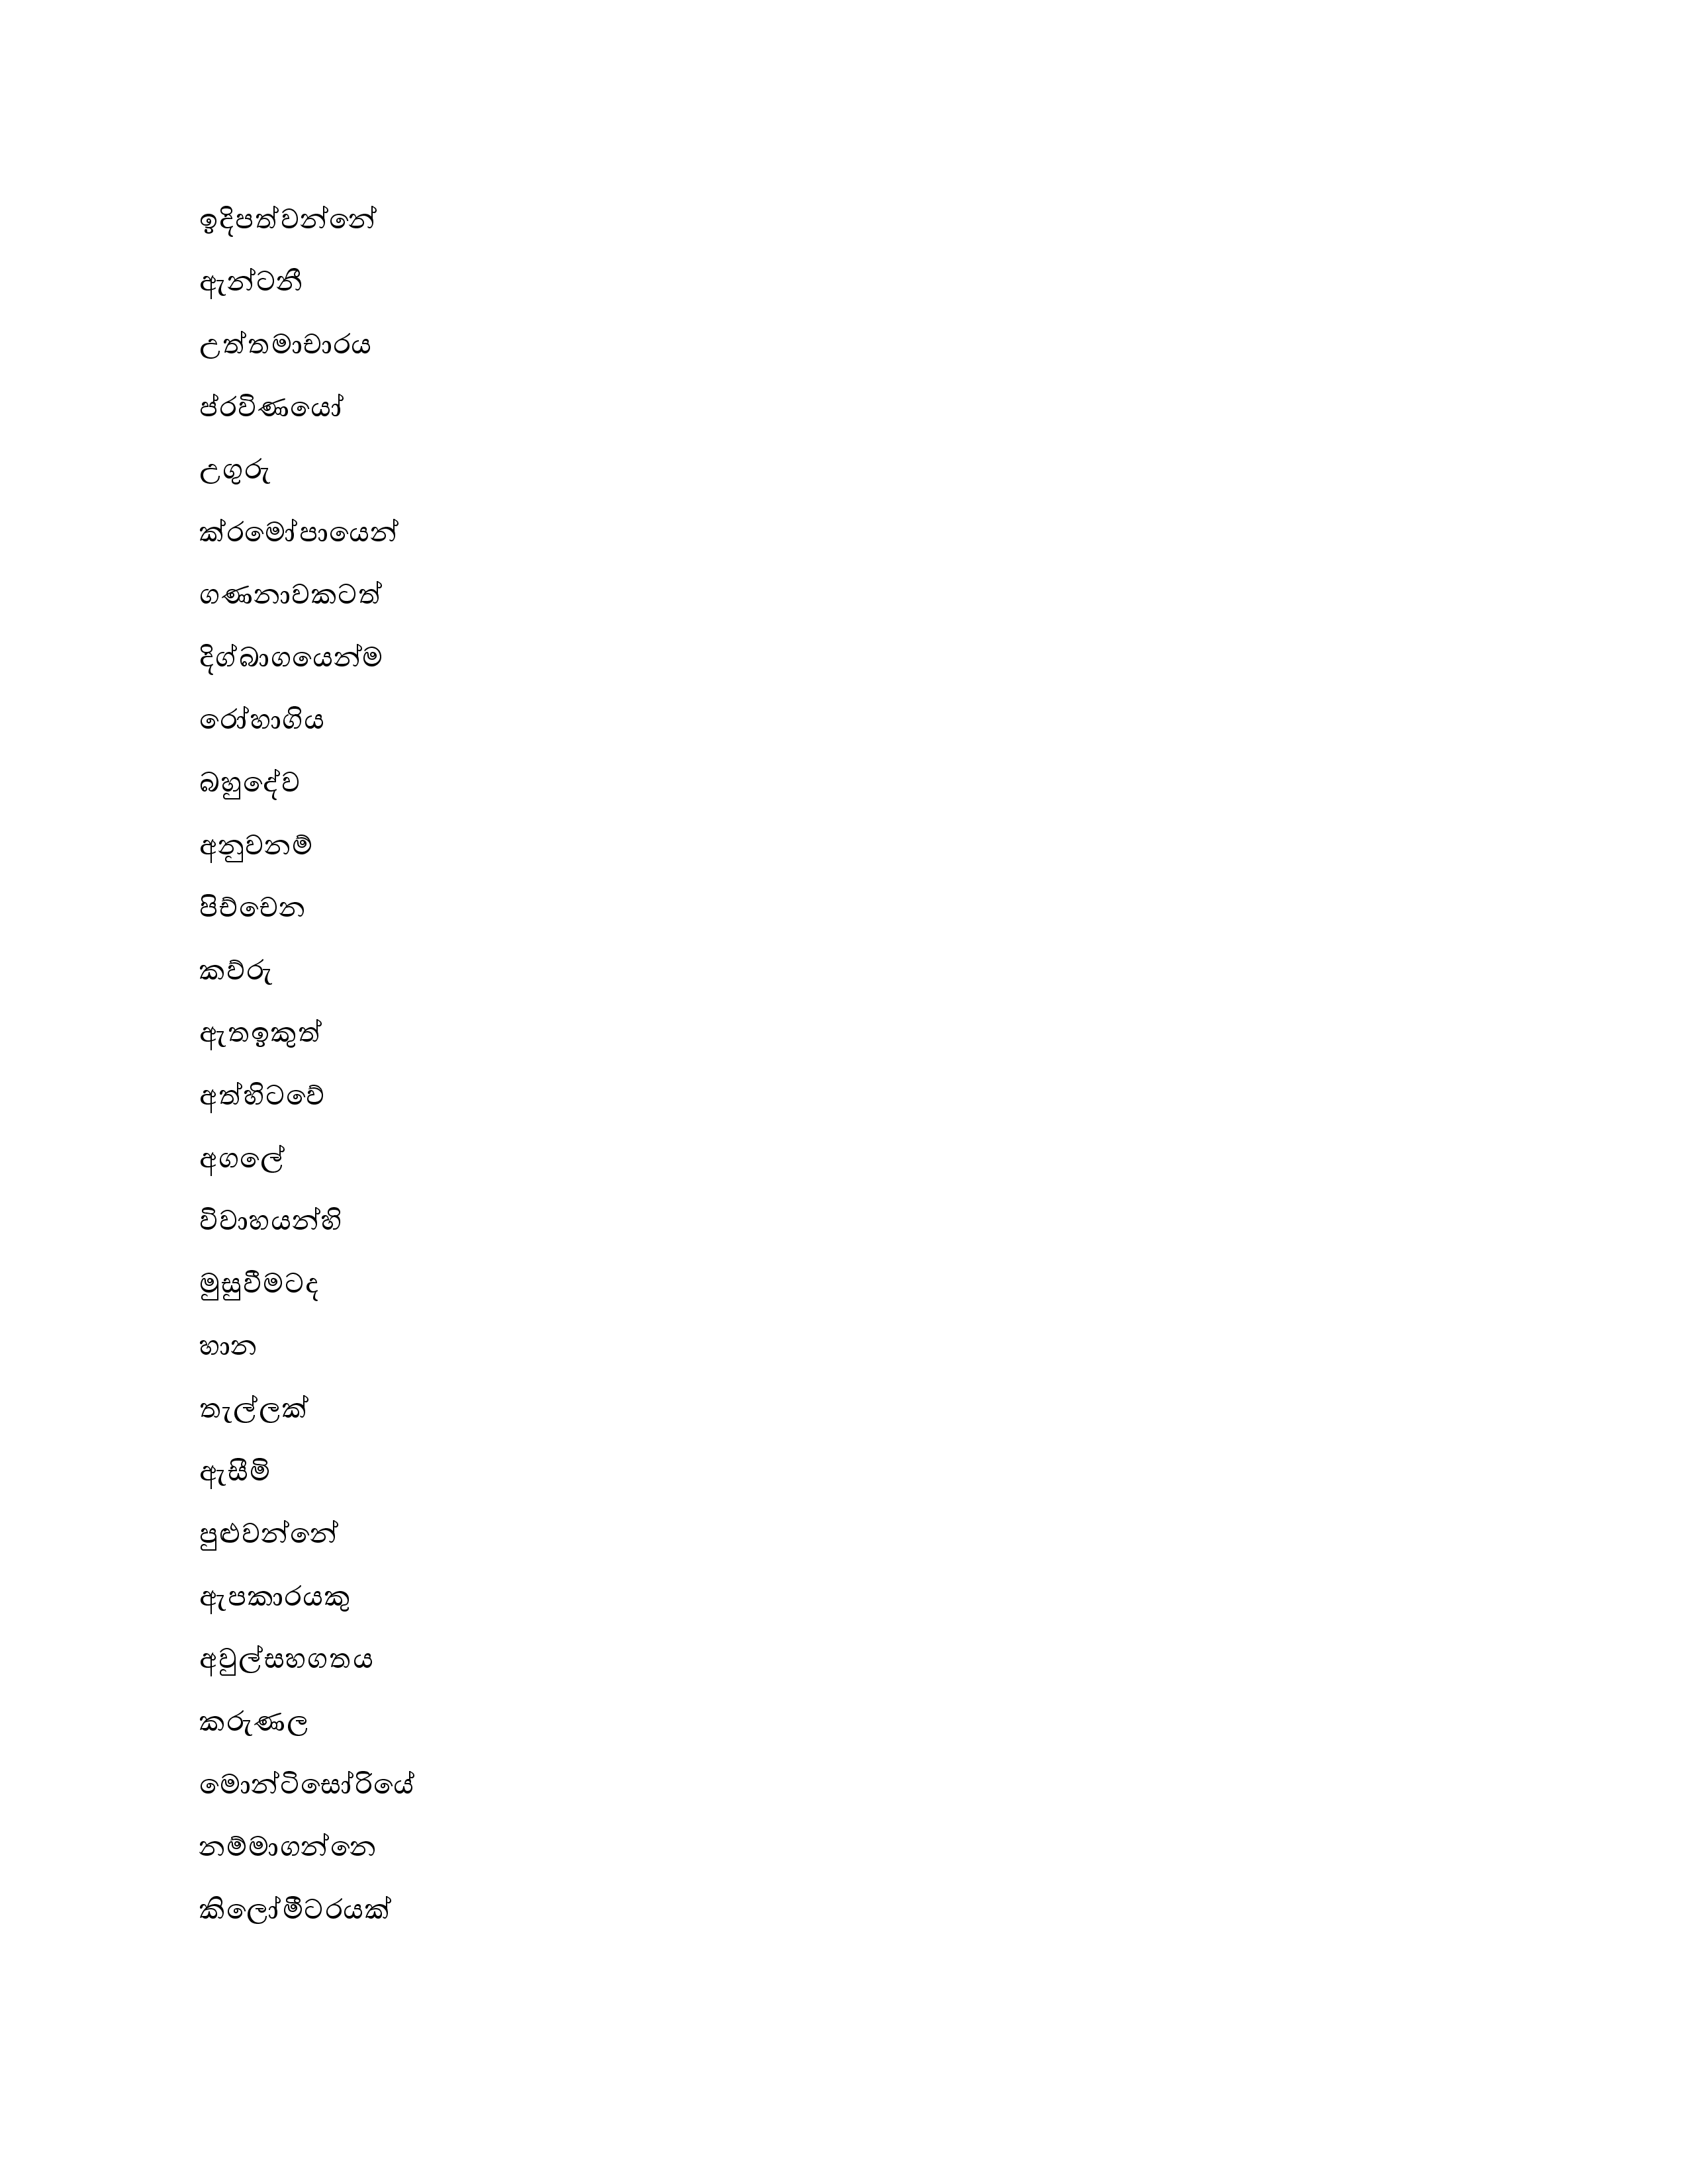 ඉදිපත්වන්නේ
ඇන්ටනී
උත්තමාචාරය
ප්රවිණයෝ
උගුරු
ක්රමෝපායෙන්
ගණනාවකටත්
දිග්බාගයෙන්ම
රෝහාගිය
බහුදේව
අනුවනම්
පිච්චෙන
කව්රු
ඇතඉකුත්
අත්හිටවේ
අගලේ
විවාහයන්හි
මුසුවීමටද
හාන
තැල්ලක්
ඇසීමි
පුළුවන්නේ
ඇපකාරයකු
අවුල්සහගතය
කරුණල
මොන්ටිසෝරියේ
නම්මාගන්නෙ
කිලෝමීටරයක්